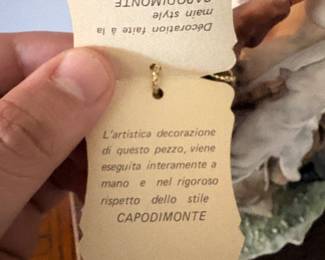 Décoration faite à la
main style
CAPODIMONTE
L'artistica decorazione
di questo pezzo, viene
eseguita interamente a
mano e nel rigoroso
rispetto dello stile
CAPODIMONTE